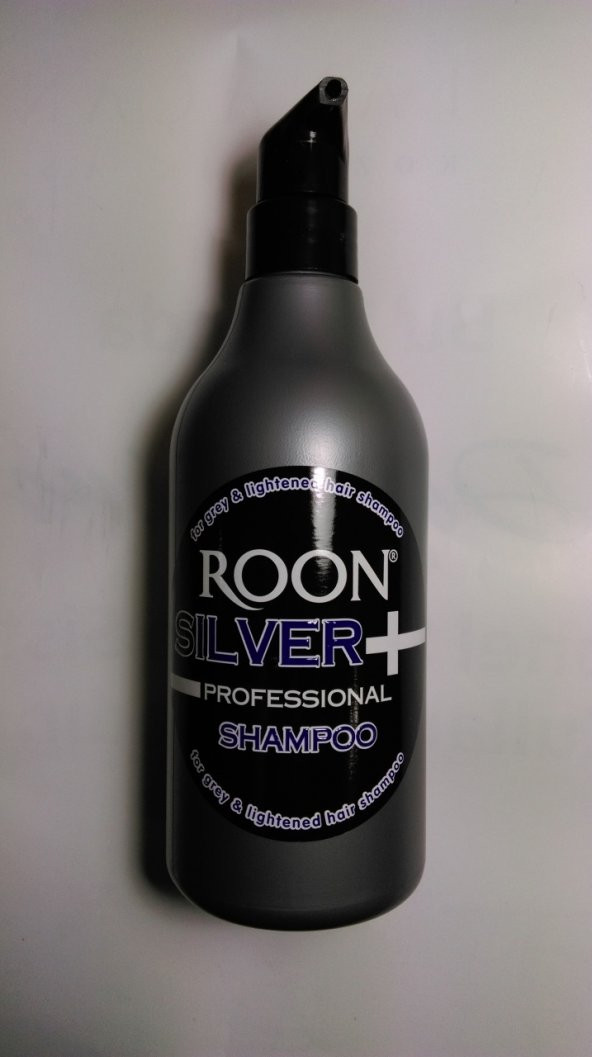 for grey & lightened hair shampoo
ROON®
SILVER+
PROFESSIONAL
SHAMPOO
for grey & lightened hair shampoo